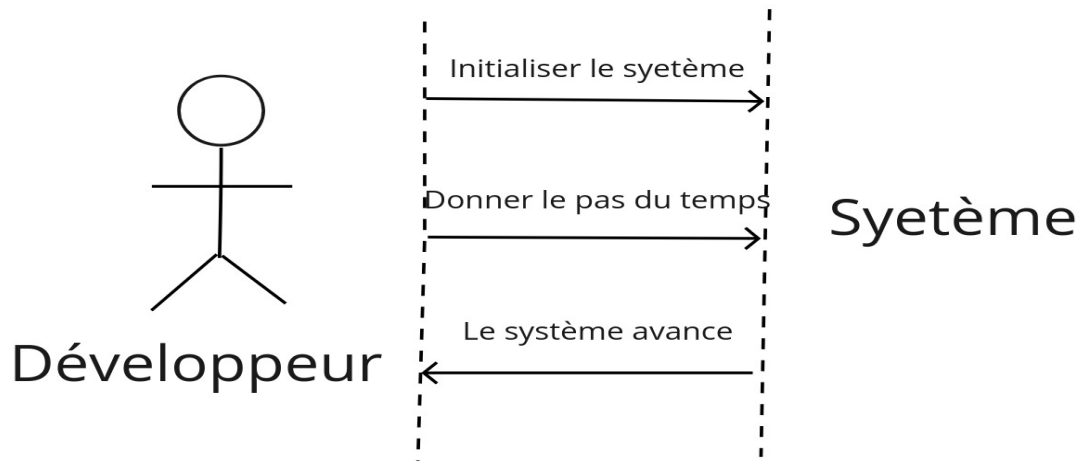 Initialiser le syetème
Donner le pas du temps
Syetème
Le système avance
Développeur